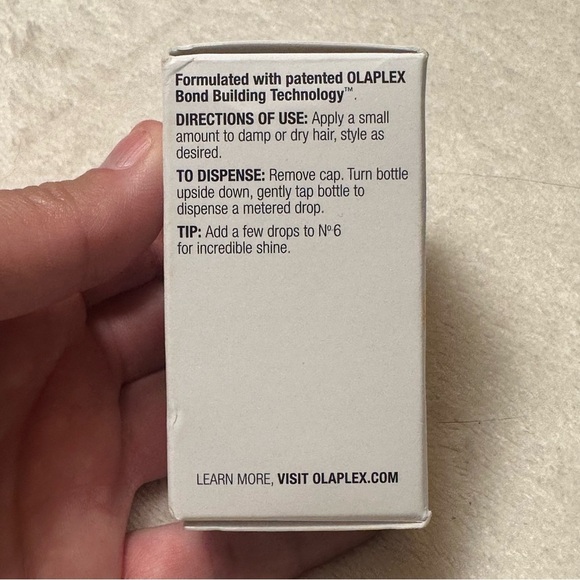 Formulated with patented OLAPLEX
Bond Building Technology™.
DIRECTIONS OF USE: Apply a small
amount to damp or dry hair, style as
desired.
TO DISPENSE: Remove cap. Turn bottle
upside down, gently tap bottle to
dispense a metered drop.
TIP: Add a few drops to Nº6
for incredible shine.
LEARN MORE, VISIT OLAPLEX.COM